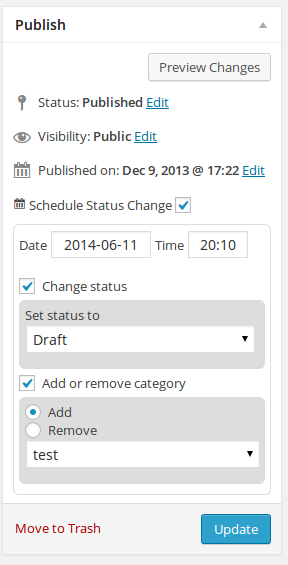 Publish
Preview Changes
Status: Published Edit
Visibility: Public Edit
Published on: Dec 9, 2013 @ 17:22 Edit
Schedule Status Change
Date 2014-06-11 Time 20:10
Change status
Set status to
Draft
Add or remove category
Add
Remove
test
Move to Trash Update